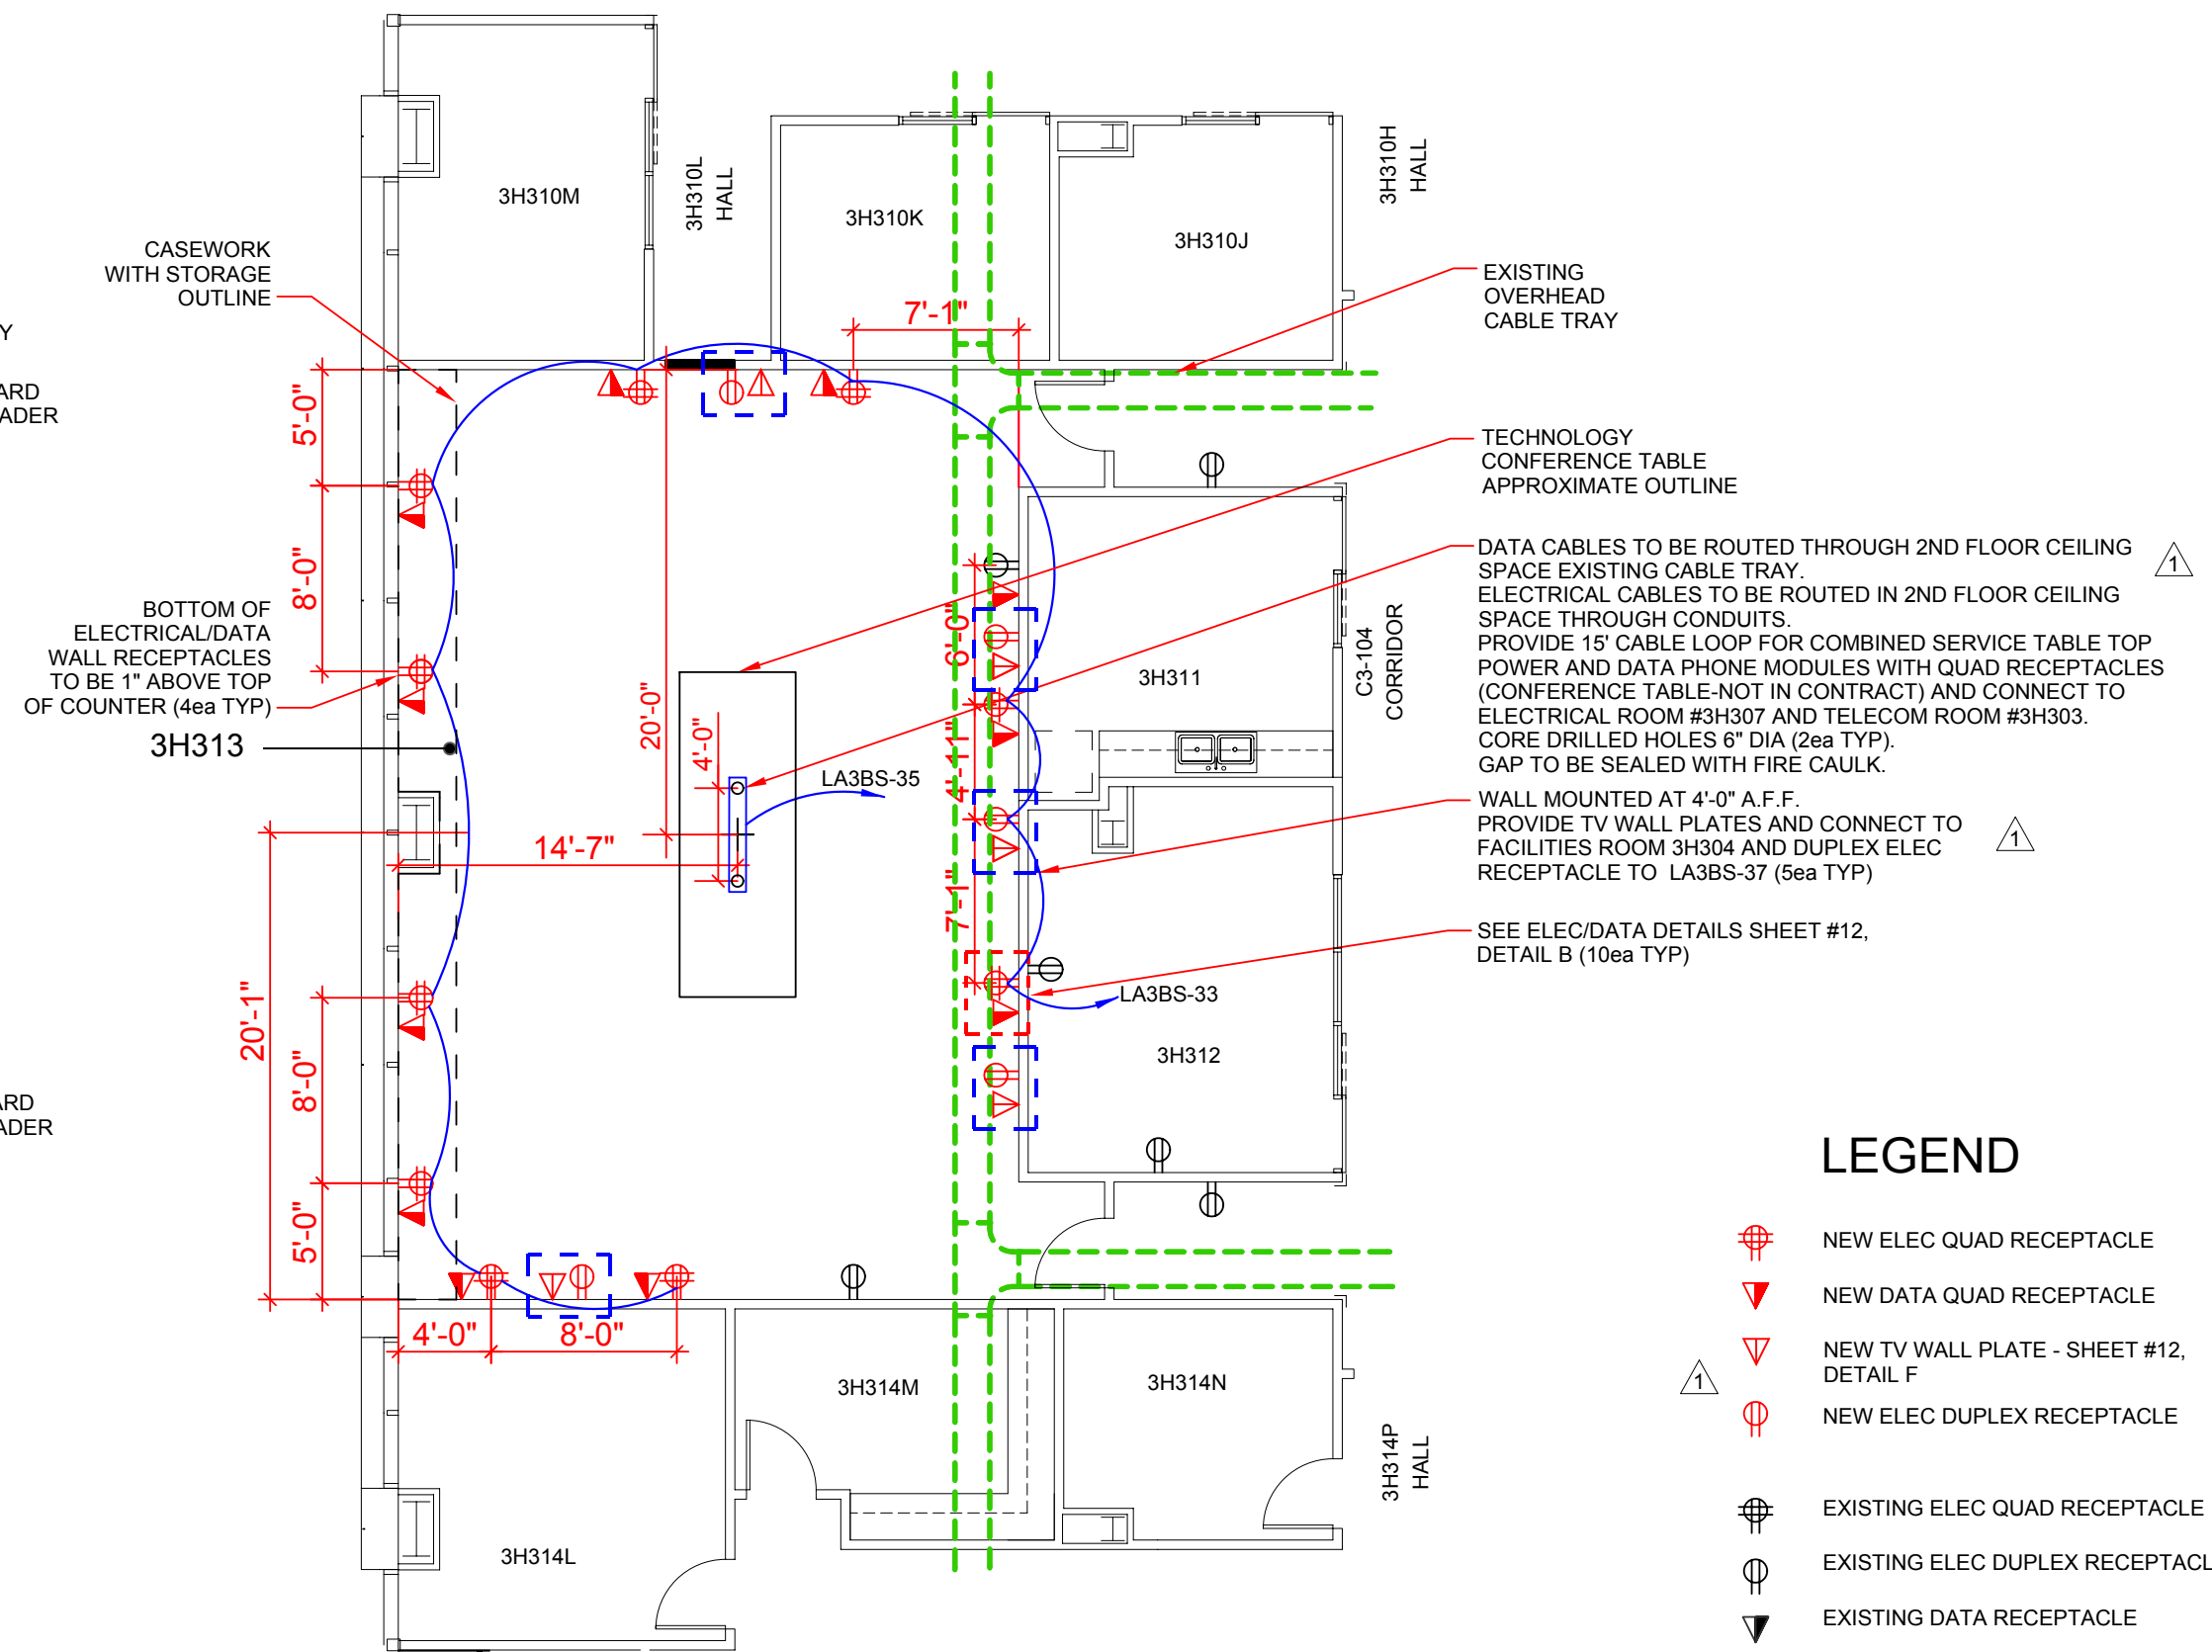 3H310M
3H310L
HALL
3H310K
3H310J
3H310H
HALL
CASEWORK
WITH STORAGE
OUTLINE
Y
ARD
ADER
7'-1"
EXISTING
OVERHEAD
CABLE TRAY
5'-0"
8'-0"
TECHNOLOGY
CONFERENCE TABLE
APPROXIMATE OUTLINE
DATA CABLES TO BE ROUTED THROUGH 2ND FLOOR CEILING
SPACE EXISTING CABLE TRAY.
ELECTRICAL CABLES TO BE ROUTED IN 2ND FLOOR CEILING
SPACE THROUGH CONDUITS.
PROVIDE 15' CABLE LOOP FOR COMBINED SERVICE TABLE TOP
POWER AND DATA PHONE MODULES WITH QUAD RECEPTACLES
(CONFERENCE TABLE-NOT IN CONTRACT) AND CONNECT TO
ELECTRICAL ROOM #3H307 AND TELECOM ROOM #3H303.
CORE DRILLED HOLES 6" DIA (2ea TYP).
GAP TO BE SEALED WITH FIRE CAULK.
1
BOTTOM OF
ELECTRICAL/DATA
WALL RECEPTACLES
TO BE 1" ABOVE TOP
OF COUNTER (4ea TYP)
3H313
6'-0"
3H311
C3-104
CORRIDOR
20'-0"
4'-0"
LA3BS-35
4'-11"
14'-7"
WALL MOUNTED AT 4'-0" A.F.F.
PROVIDE TV WALL PLATES AND CONNECT TO
FACILITIES ROOM 3H304 AND DUPLEX ELEC
RECEPTACLE TO LA3BS-37 (5ea TYP)
1
7'-1"
SEE ELEC/DATA DETAILS SHEET #12,
DETAIL B (10ea TYP)
LA3BS-33
20'-1"
3H312
8'-0"
ARD
ADER
5'-0"
4'-0"
8'-0"
3H314M
3H314N
3H314P
HALL
3H314L
LEGEND
NEW ELEC QUAD RECEPTACLE
NEW DATA QUAD RECEPTACLE
NEW TV WALL PLATE - SHEET #12,
DETAIL F
1
NEW ELEC DUPLEX RECEPTACLE
EXISTING ELEC QUAD RECEPTACLE
EXISTING ELEC DUPLEX RECEPTACL
EXISTING DATA RECEPTACLE